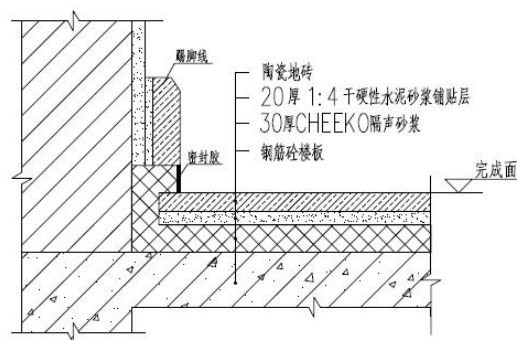 踢脚线
陶瓷地砖
20厚 1:4 干硬性水泥砂浆铺贴层
30厚CHEEKO隔声砂浆
密封胶
钢筋砼楼板
完成面